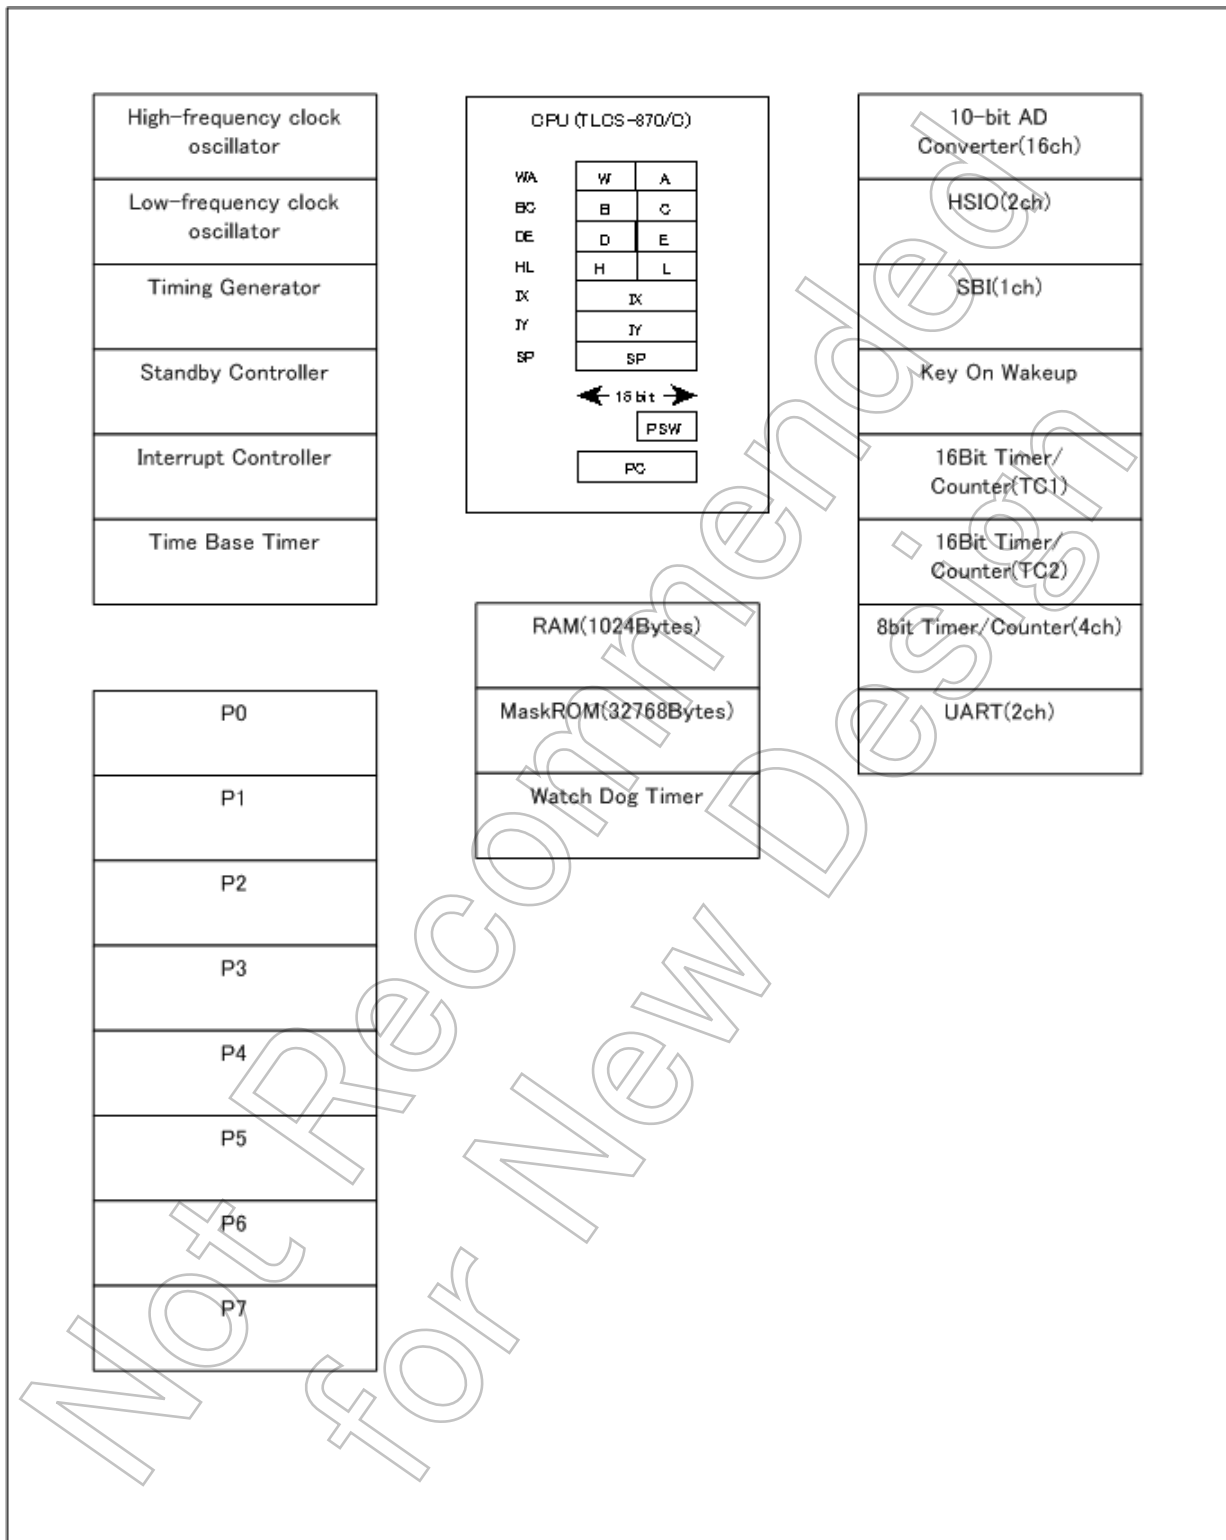 High-frequency clock
oscillator
Low-frequency clock
oscillator
Timing Generator
Standby Controller
Interrupt Controller
Time Base Timer
P0
P1
P2
P3
P4
P5
P6
P7
CPU (TLCS-870/C)
WA W A
BC B C
DE D E
HL H L
IX IX
IY IY
SP SP
16 bit
PSW
PC
RAM(1024Bytes)
MaskROM(32768Bytes)
Watch Dog Timer
10-bit AD
Converter(16ch)
HSIO(2ch)
SBI(1ch)
Key On Wakeup
16Bit Timer/
Counter(TC1)
16Bit Timer/
Counter(TC2)
8bit Timer/Counter(4ch)
UART(2ch)
Not Recommended
for New Design